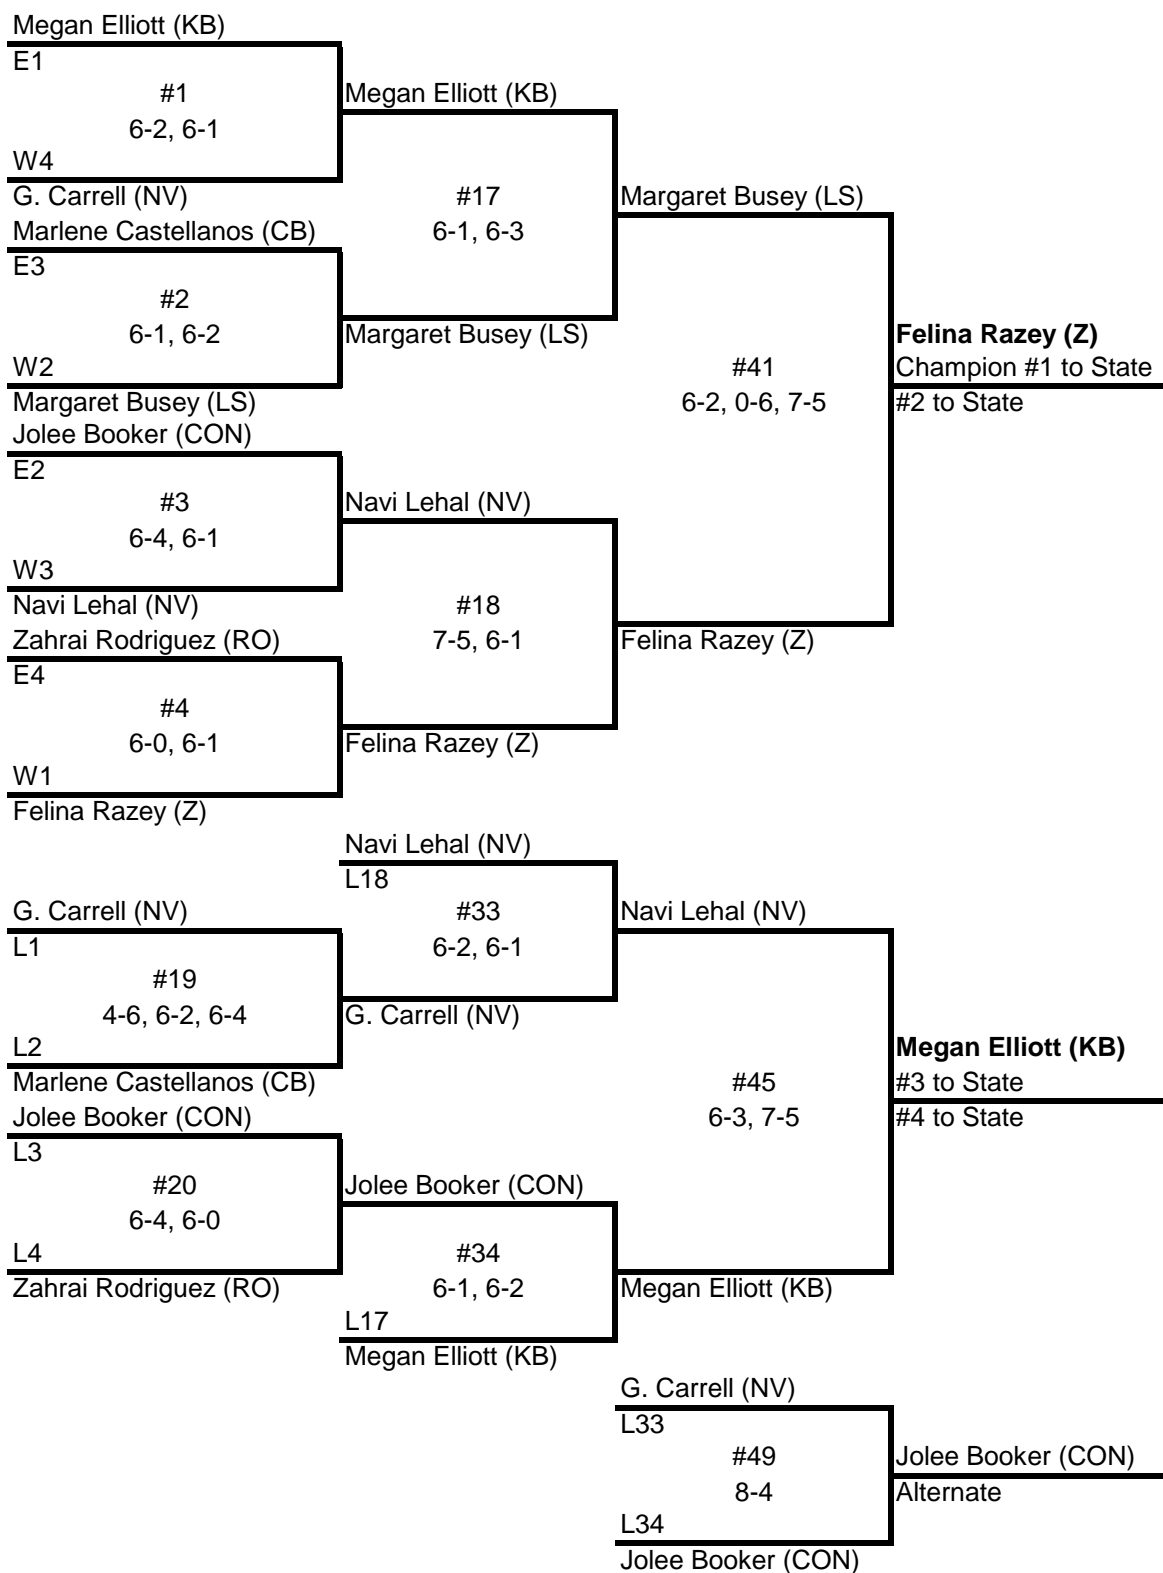 Megan Elliott (KB)
E1
#1
Megan Elliott (KB)
6-2, 6-1
W4
G. Carrell (NV)
#17
Margaret Busey (LS)
Marlene Castellanos (CB)
6-1, 6-3
E3
#2
6-1, 6-2
Margaret Busey (LS)
Felina Razey (Z)
W2
#41
Champion #1 to State
Margaret Busey (LS)
6-2, 0-6, 7-5
#2 to State
Jolee Booker (CON)
E2
#3
Navi Lehal (NV)
6-4, 6-1
W3
Navi Lehal (NV)
#18
Zahrai Rodriguez (RO)
7-5, 6-1
Felina Razey (Z)
E4
#4
6-0, 6-1
Felina Razey (Z)
W1
Felina Razey (Z)
Navi Lehal (NV)
L18
G. Carrell (NV)
#33
Navi Lehal (NV)
L1
6-2, 6-1
#19
4-6, 6-2, 6-4
G. Carrell (NV)
L2
Megan Elliott (KB)
Marlene Castellanos (CB)
#45
#3 to State
Jolee Booker (CON)
6-3, 7-5
#4 to State
L3
#20
Jolee Booker (CON)
6-4, 6-0
L4
#34
Zahrai Rodriguez (RO)
6-1, 6-2
Megan Elliott (KB)
L17
Megan Elliott (KB)
G. Carrell (NV)
L33
#49
Jolee Booker (CON)
8-4
Alternate
L34
Jolee Booker (CON)